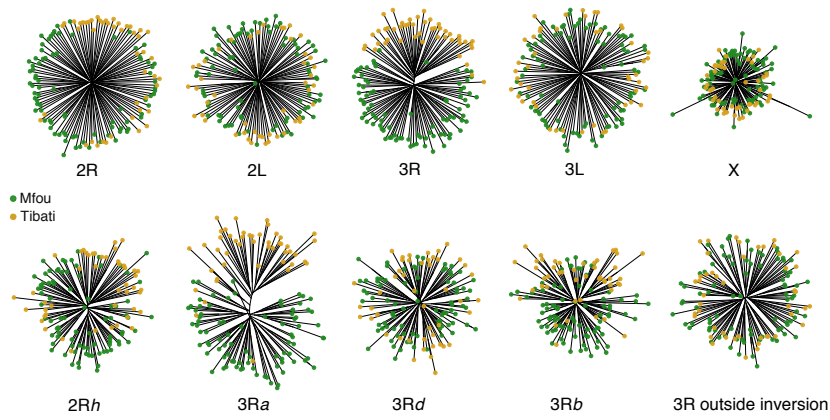 2R
2L
3R
3L
X
Mfou
Tibati
2Rh
3Ra
3Rd
3Rb
3R outside inversion